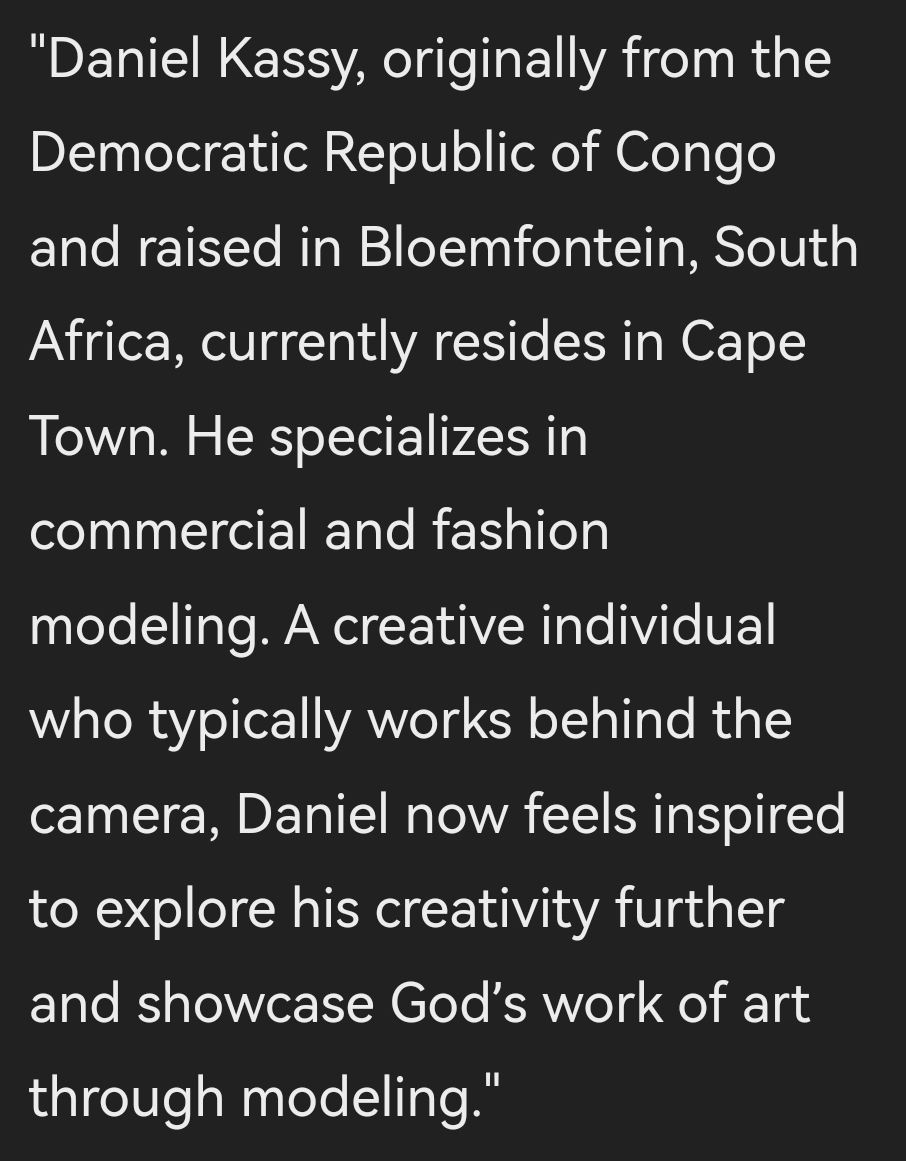 "Daniel Kassy, originally from the
Democratic Republic of Congo
and raised in Bloemfontein, South
Africa, currently resides in Cape
Town. He specializes in
commercial and fashion
modeling. A creative individual
who typically works behind the
camera, Daniel now feels inspired
to explore his creativity further
and showcase God’s work of art
through modeling."